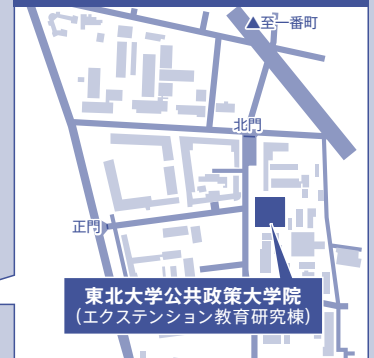 ▲至一番町
北門
正門
東北大学公共政策大学院
(エクステンション教育研究棟)